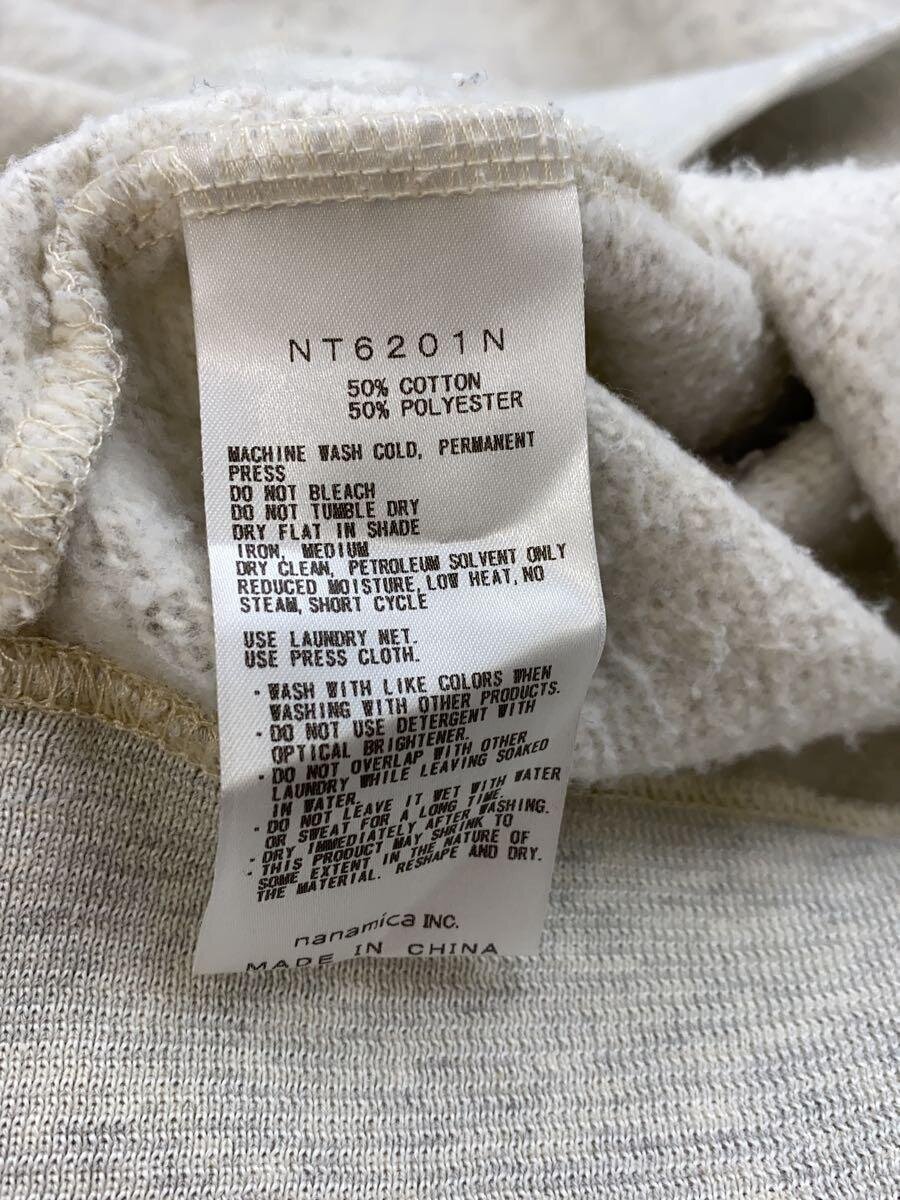 NT6201N
50% COTTON
50% POLYESTER
MACHINE WASH COLD, PERMANENT
PRESS
DO NOT BLEACH
DO NOT TUMBLE DRY
DRY FLAT IN SHADE
IRON, MEDIUM
DRY CLEAN, PETROLEUM SOLVENT ONLY
REDUCED MOISTURE, LOW HEAT, NO
STEAM, SHORT CYCLE
USE LAUNDRY NET.
USE PRESS CLOTH.
・WASH WITH LIKE COLORS WHEN
WASHING WITH OTHER PRODUCTS.
・DO NOT USE DETERGENT WITH
OPTICAL BRIGHTENER.
・DO NOT OVERLAP WITH OTHER
LAUNDRY WHILE LEAVING SOAKED
IN WATER.
・DO NOT LEAVE IT WET WITH WATER
OR SWEAT FOR A LONG TIME.
・DRY IMMEDIATELY AFTER WASHING.
・THIS PRODUCT MAY SHRINK TO
SOME EXTENT IN THE NATURE OF
THE MATERIAL. RESHAPE AND DRY.
nanamica INC.
MADE IN CHINA